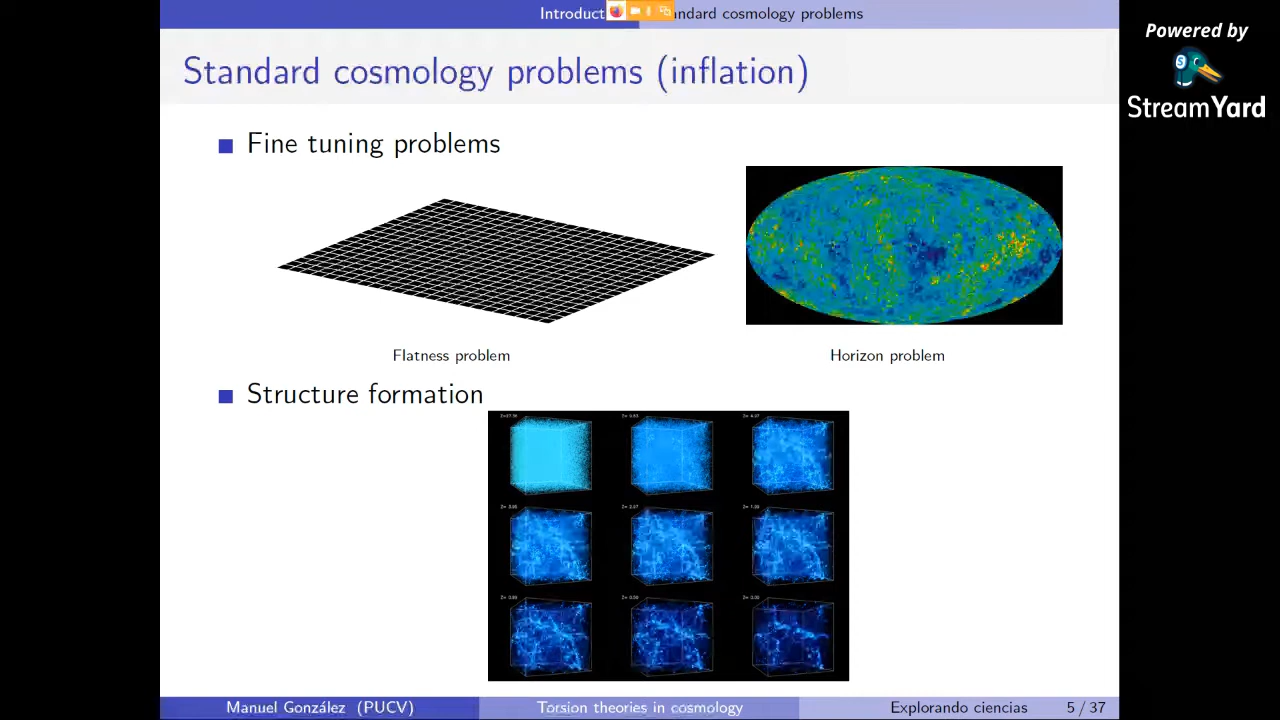 Introduct
ndard cosmology problems
Powered by
StreamYard
Standard cosmology problems (inflation)
Fine tuning problems
Flatness problem
Horizon problem
Structure formation
Manuel González (PUCV)
Torsion theories in cosmology
Explorando ciencias
5 / 37